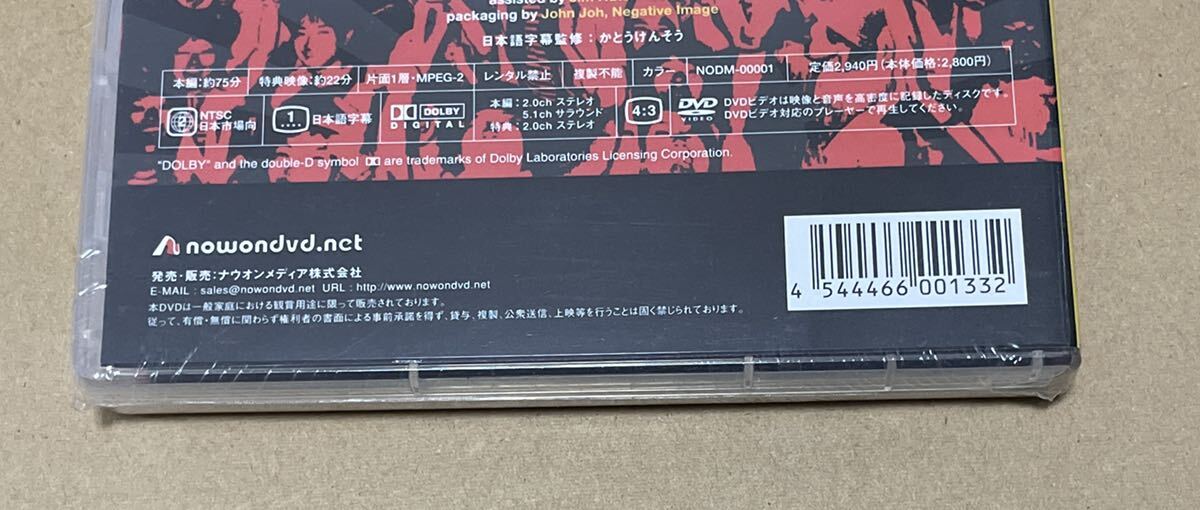 assisted by
packaging by John Joh, Negative Image
日本語字幕監修：かとうけんそう
本編：約75分 特典映像：約22分 片面1層・MPEG-2 レンタル禁止 複製不能 カラー NODM-00001 定価2,940円（本体価格：2,800円）
2 NTSC 日本市場向 1 日本語字幕 DOLBY DIGITAL 本編：2.0ch ステレオ 5.1ch サラウンド 特典：2.0ch ステレオ 4:3 DVD VIDEO DVDビデオは映像と音声を高密度に記録したディスクです。
DVDビデオ対応のプレーヤーで再生してください。
"DOLBY" and the double-D symbol are trademarks of Dolby Laboratories Licensing Corporation.
nowondvd.net
発売・販売：ナウオンメディア株式会社
E-MAIL : sales@nowondvd.net URL : http://www.nowondvd.net
本DVDは一般家庭における観賞用途に限って販売されております。
従って、有償・無償に関わらず権利者の書面による事前承諾を得ず、貸与、複製、公衆送信、上映等を行うことは固く禁じられております。
4 544466 001332